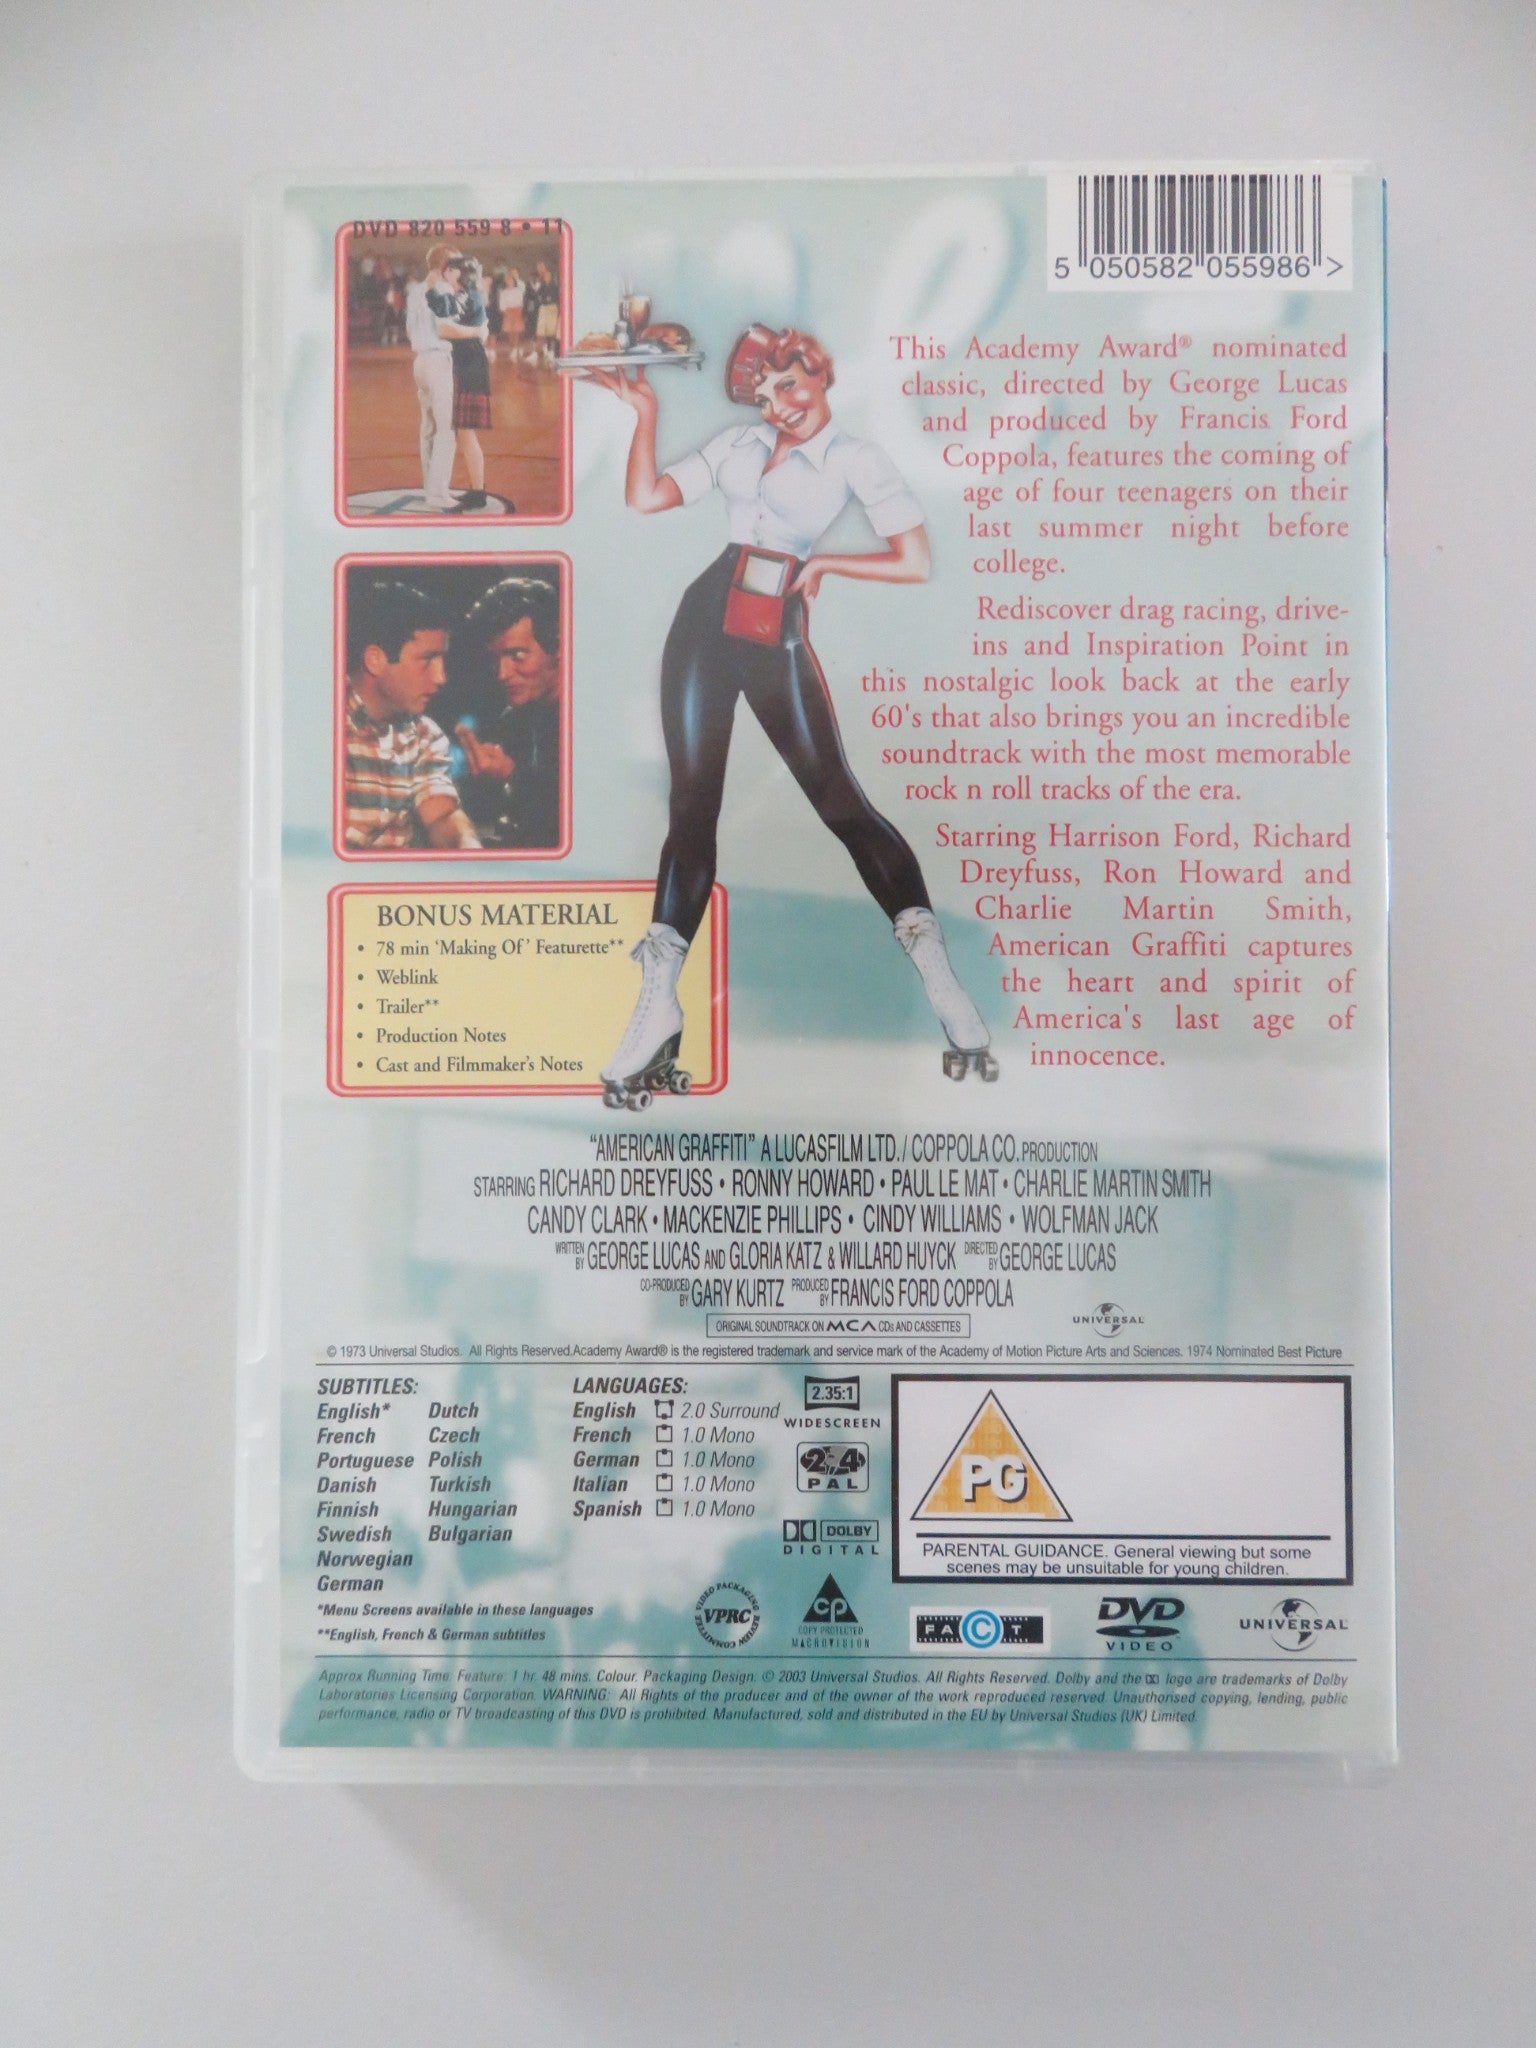 DVD 820 559 8 • 11
5 050582 055986 >
This Academy Award® nominated
classic, directed by George Lucas
and produced by Francis Ford
Coppola, features the coming of
age of four teenagers on their
last summer night before
college.
Rediscover drag racing, drive-
ins and Inspiration Point in
this nostalgic look back at the early
60's that also brings you an incredible
soundtrack with the most memorable
rock n roll tracks of the era.
Starring Harrison Ford, Richard
Dreyfuss, Ron Howard and
Charlie Martin Smith,
American Graffiti captures
the heart and spirit of
America's last age of
innocence.
BONUS MATERIAL
• 78 min 'Making Of' Featurette**
• Weblink
• Trailer**
• Production Notes
• Cast and Filmmaker's Notes
"AMERICAN GRAFFITI" A LUCASFILM LTD. / COPPOLA CO. PRODUCTION
STARRING RICHARD DREYFUSS • RONNY HOWARD • PAUL LE MAT • CHARLIE MARTIN SMITH
CANDY CLARK • MACKENZIE PHILLIPS • CINDY WILLIAMS • WOLFMAN JACK
WRITTEN BY GEORGE LUCAS AND GLORIA KATZ & WILLARD HUYCK DIRECTED BY GEORGE LUCAS
CO-PRODUCED BY GARY KURTZ PRODUCED BY FRANCIS FORD COPPOLA
ORIGINAL SOUNDTRACK ON MCA CDs AND CASSETTES
UNIVERSAL
© 1973 Universal Studios. All Rights Reserved.Academy Award® is the registered trademark and service mark of the Academy of Motion Picture Arts and Sciences. 1974 Nominated Best Picture
SUBTITLES:
English* Dutch
French Czech
Portuguese Polish
Danish Turkish
Finnish Hungarian
Swedish Bulgarian
Norwegian
German
*Menu Screens available in these languages
**English, French & German subtitles
LANGUAGES:
English 2.0 Surround
French 1.0 Mono
German 1.0 Mono
Italian 1.0 Mono
Spanish 1.0 Mono
2.35:1
WIDESCREEN
2 4
PAL
DOLBY
DIGITAL
PG
PARENTAL GUIDANCE. General viewing but some
scenes may be unsuitable for young children.
VIDEO PACKAGING REVIEW COMMITTEE
VPRC
CP
COPY PROTECTED
MACROVISION
FACT
DVD
VIDEO
UNIVERSAL
Approx Running Time: Feature: 1 hr. 48 mins. Colour. Packaging Design: © 2003 Universal Studios. All Rights Reserved. Dolby and the logo are trademarks of Dolby
Laboratories Licensing Corporation. WARNING: All Rights of the producer and of the owner of the work reproduced reserved. Unauthorised copying, lending, public
performance, radio or TV broadcasting of this DVD is prohibited. Manufactured, sold and distributed in the EU by Universal Studios (UK) Limited.